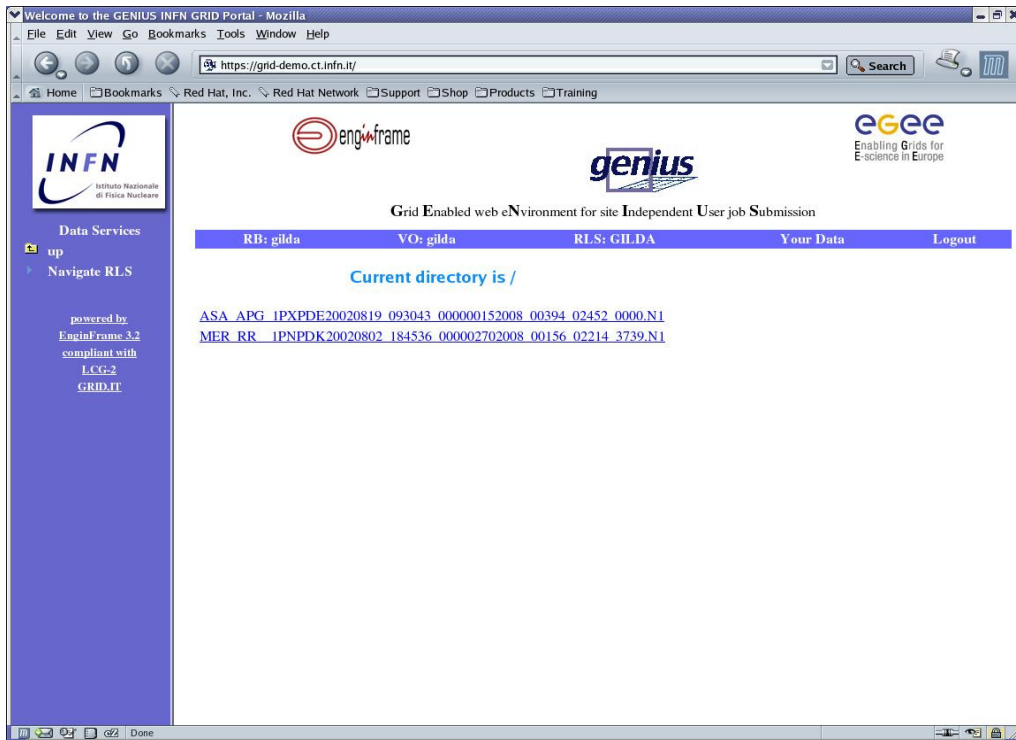 Welcome to the GENIUS INFN GRID Portal - Mozilla
File Edit View Go Bookmarks Tools Window Help
https://grid-demo.ct.infn.it/
Search
Home Bookmarks Red Hat, Inc. Red Hat Network Support Shop Products Training
INFN
Istituto Nazionale
di Fisica Nucleare
enginframe
genius
egee
Enabling Grids for
E-science in Europe
Grid Enabled web eNvironment for site Independent User job Submission
RB: gilda VO: gilda RLS: GILDA Your Data Logout
Data Services
up
Navigate RLS
powered by
EnginFrame 3.2
compliant with
LCG-2
GRID.IT
Current directory is /
ASA_APG_1PXPDE20020819_093043_000000152008_00394_02452_0000.N1
MER_RR__1PNPDK20020802_184536_000002702008_00156_02214_3739.N1
Done